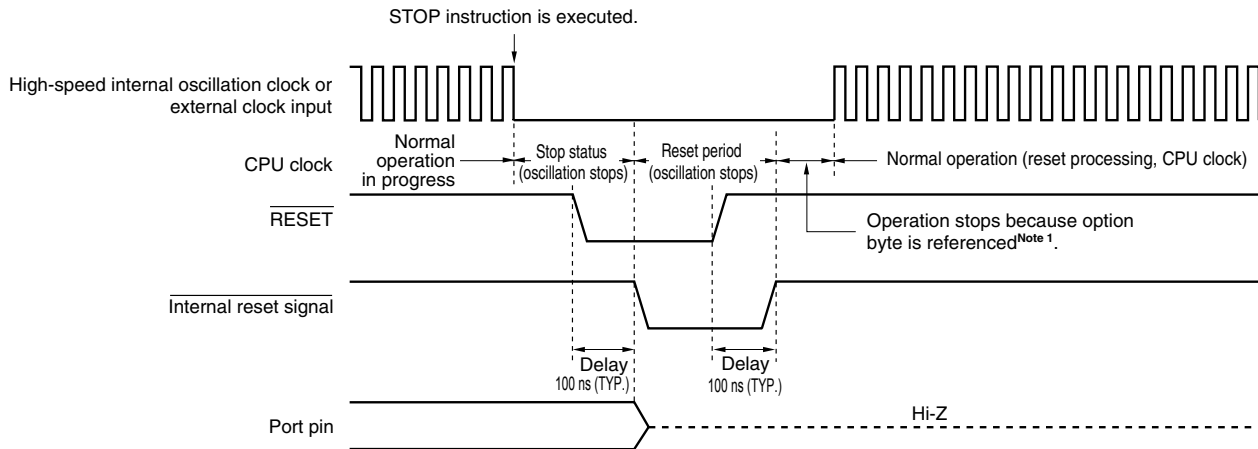 STOP instruction is executed.
High-speed internal oscillation clock or
external clock input
CPU clock
Normal
operation
in progress
Stop status
(oscillation stops)
Reset period
(oscillation stops)
Normal operation (reset processing, CPU clock)
RESET
Operation stops because option
byte is referencedNote 1.
Internal reset signal
Delay
100 ns (TYP.)
Delay
100 ns (TYP.)
Port pin
Hi-Z